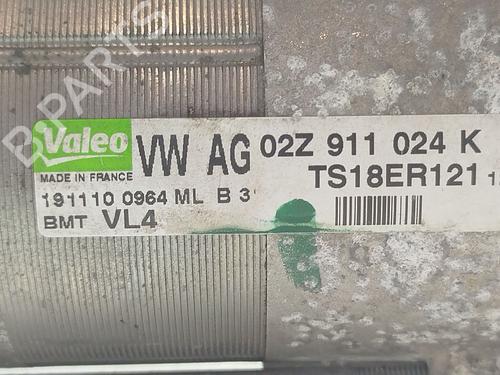 B PARTS
Valeo
VW AG 02Z 911 024 K
MADE IN FRANCE
TS18ER121
191110 0964 ML B 3
BMT VL4